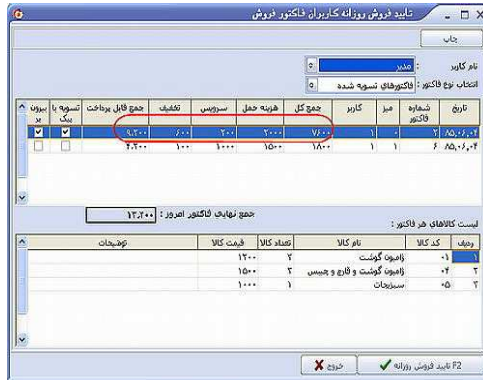 تایید فروش روزانه کاربران فاکتور فروش
چاپ
نام کاربر : مدیر
انتخاب نوع فاکتور : فاکتورهای تسویه شده
تاریخ شماره فاکتور میز کاربر جمع کل هزینه حمل سرویس تخفیف جمع قابل پرداخت تسویه با پیک بیرون بر
۸۵,۰۶,۰۴ ۲ ۰ ۱ ۷۶۰۰ ۲۰۰۰ ۲۰۰ ۶۰۰ ۹,۲۰۰
۸۵,۰۶,۰۴ ۶ ۱ ۱ ۱۸۰۰ ۱۵۰۰ ۱۰۰۰ ۱۰۰ ۴,۲۰۰
جمع نهایی فاکتور امروز : ۱۳,۴۰۰
لیست کالاهای هر فاکتور :
ردیف کد کالا نام کالا تعداد کالا قیمت کالا توضیحات
۱ ۰۱ ژامبون گوشت ۲ ۱۳۰۰
۲ ۰۴ ژامبون گوشت و قارچ و چیپس ۲ ۱۵۰۰
۳ ۰۵ سبزیجات ۱ ۱۰۰۰
F2 تایید فروش روزانه
خروج